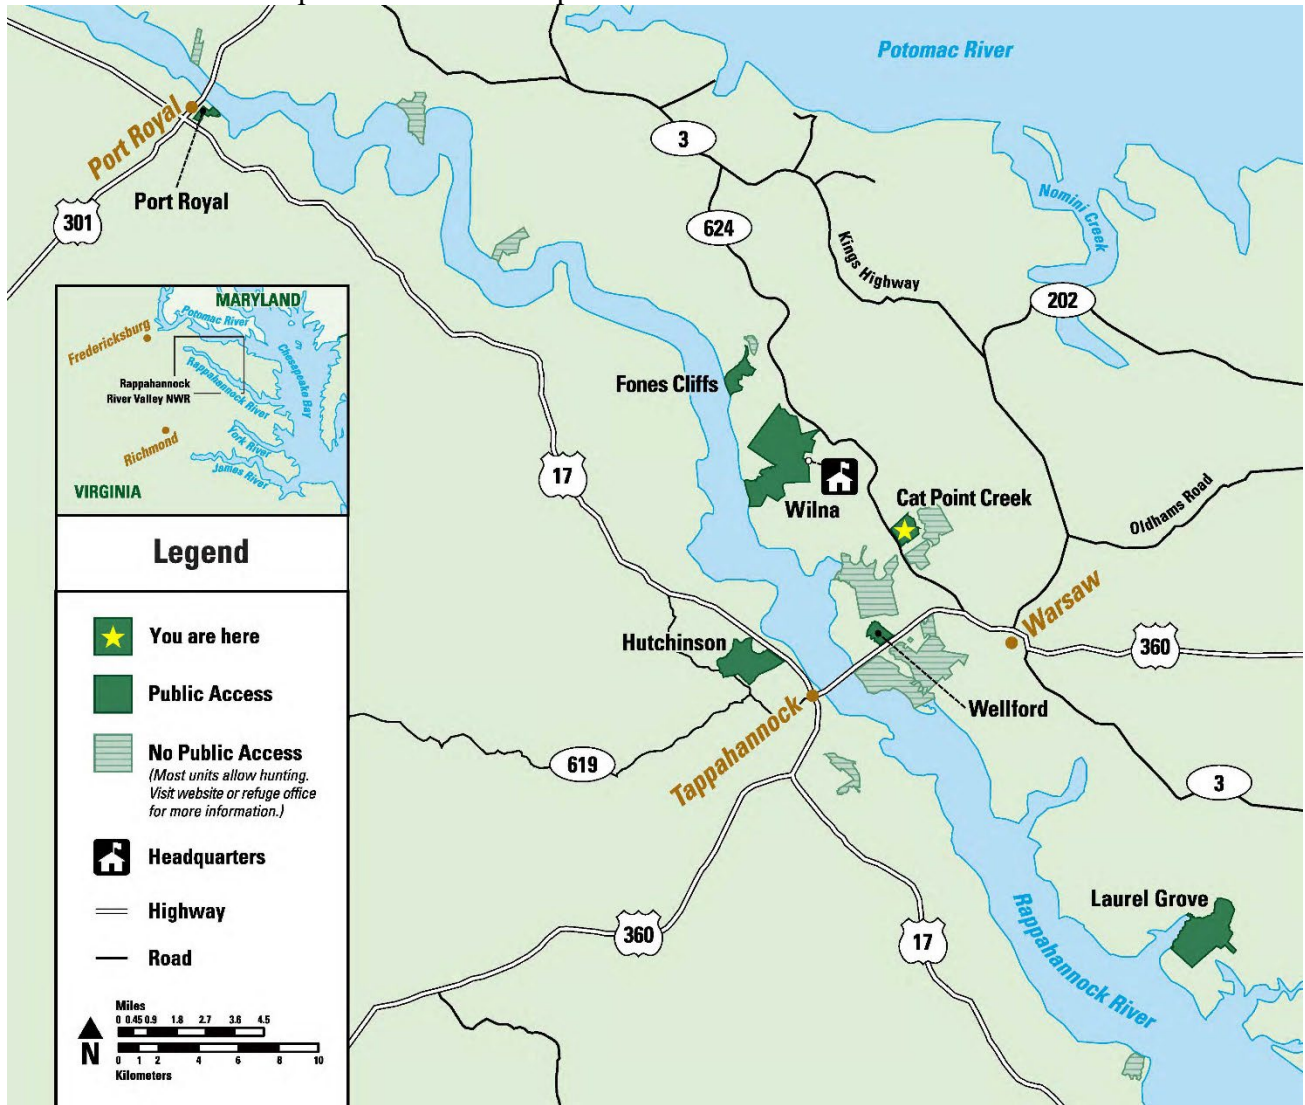 Potomac River
Port Royal
3
Port Royal
624
Nomini Creek
301
Kings Highway
202
MARYLAND
Potomac River
Fredericksburg
Chesapeake Bay
Rappahannock
River Valley NWR
Rappahannock River
Richmond
York River
James River
VIRGINIA
Fones Cliffs
17
Wilna
Cat Point Creek
Oldhams Road
Legend
You are here
Public Access
No Public Access
(Most units allow hunting.
Visit website or refuge office
for more information.)
Headquarters
Highway
Road
Miles
0 0.45 0.9 1.8 2.7 3.6 4.5
N
0 1 2 4 6 8 10
Kilometers
Hutchinson
Warsaw
360
Wellford
Tappahannock
619
3
Laurel Grove
360
17
Rappahannock River